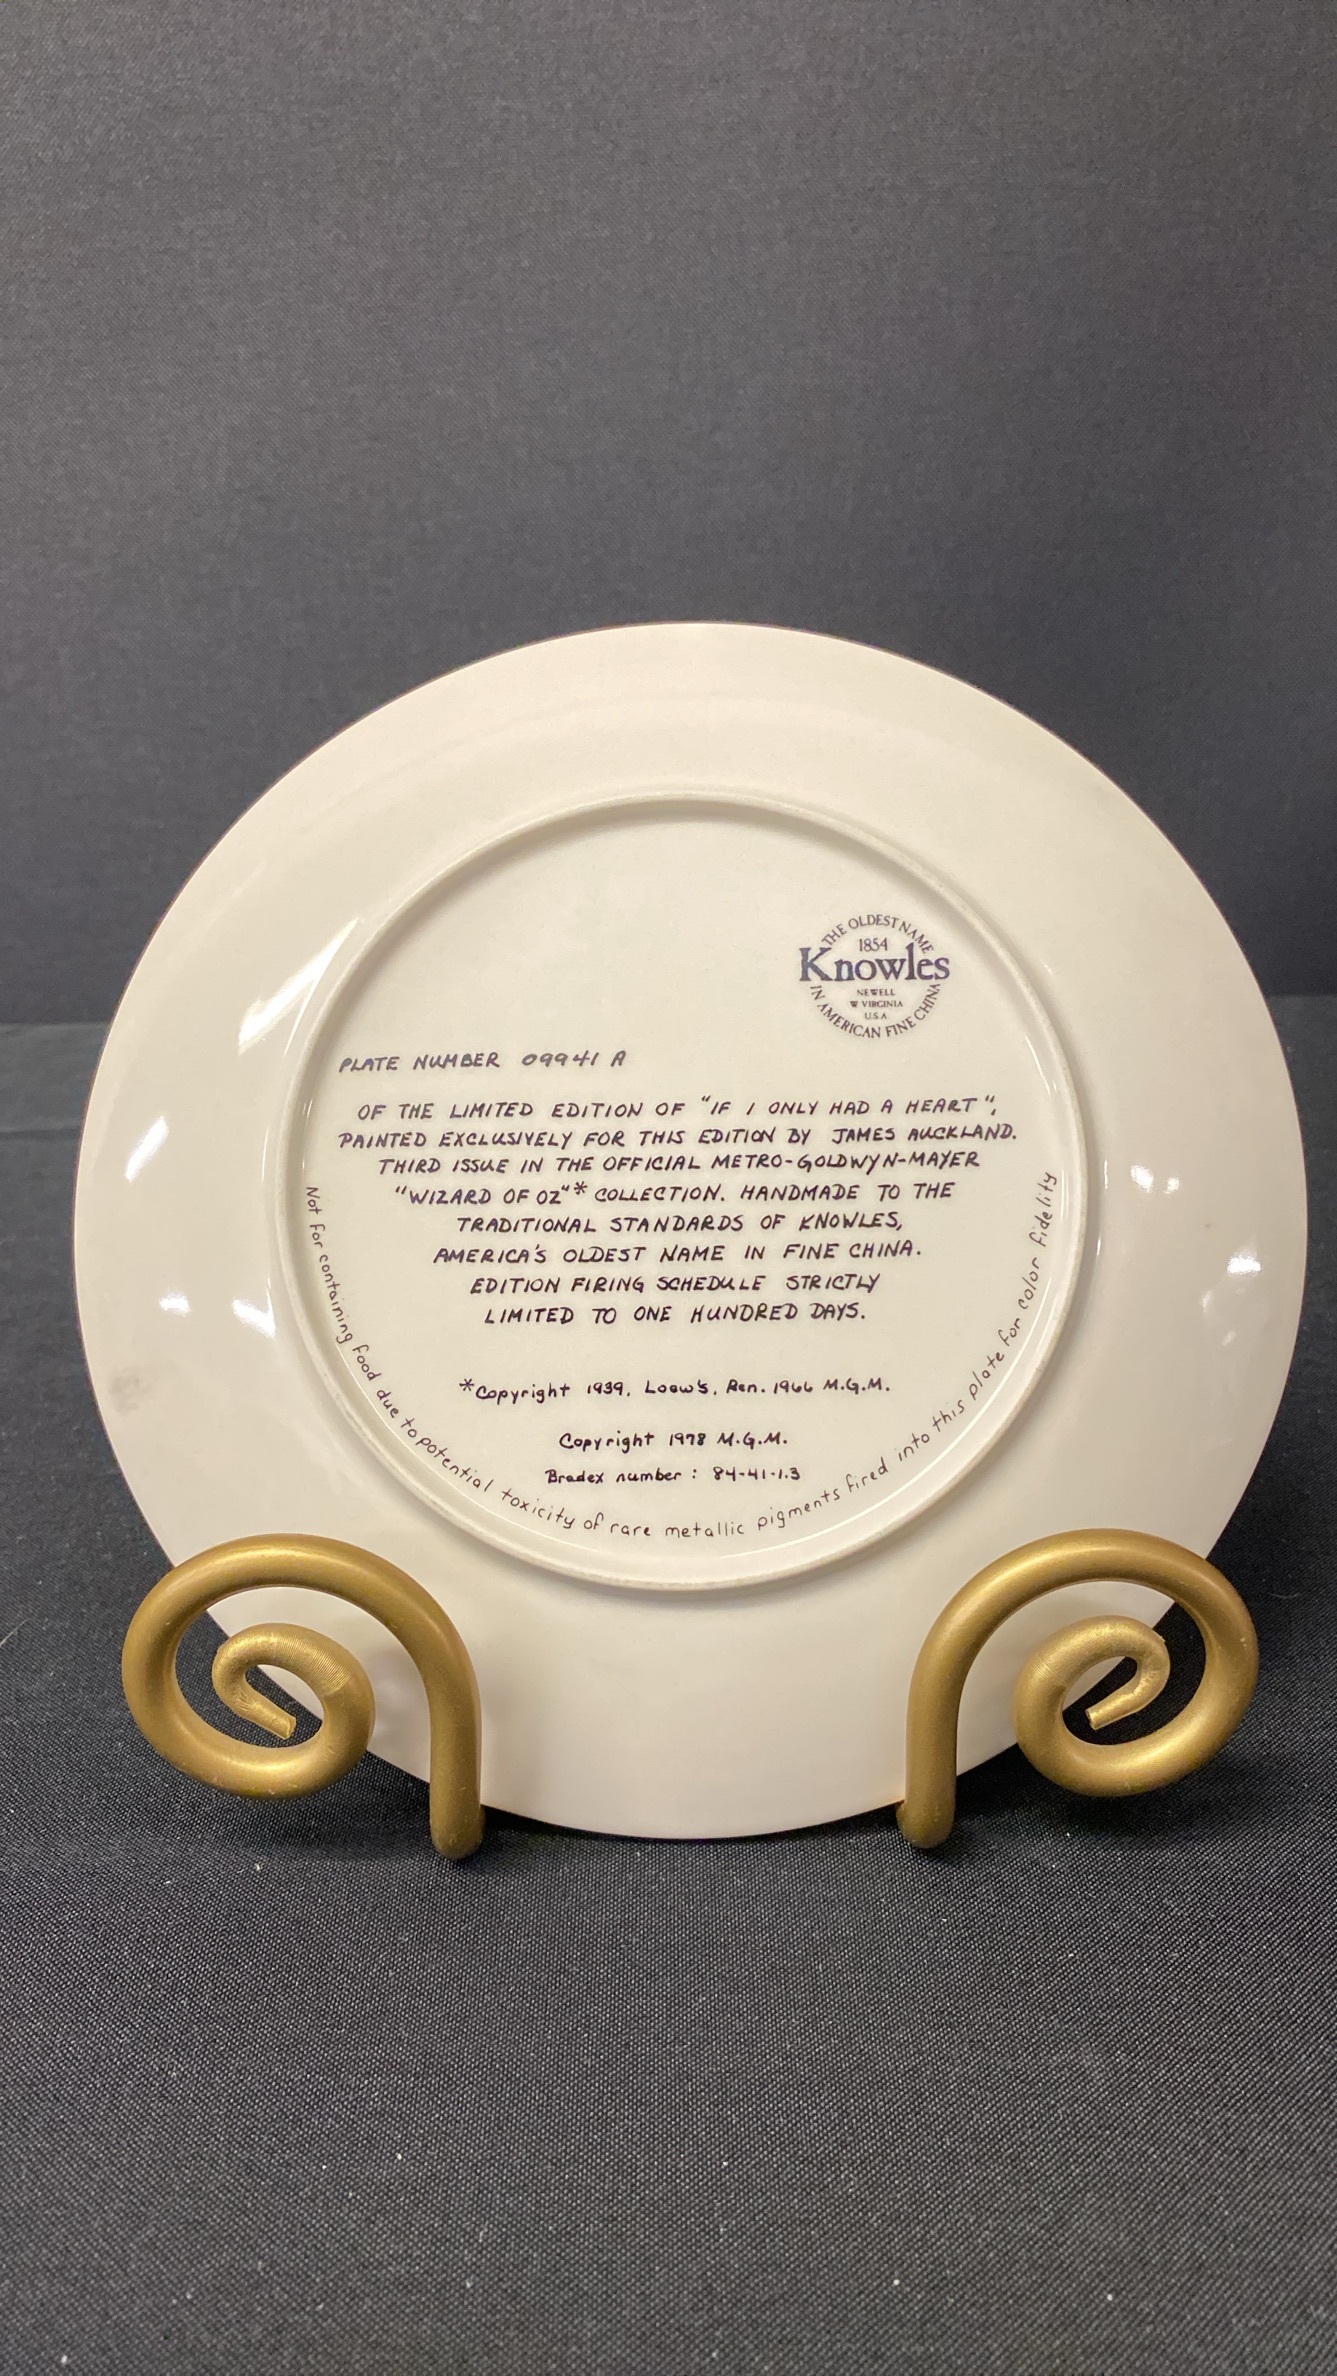 THE OLDEST NAME
1854
Knowles
NEWELL
W VIRGINIA
U.S.A
IN AMERICAN FINE CHINA
PLATE NUMBER 09941 A
OF THE LIMITED EDITION OF "IF I ONLY HAD A HEART",
PAINTED EXCLUSIVELY FOR THIS EDITION BY JAMES AUCKLAND.
THIRD ISSUE IN THE OFFICIAL METRO-GOLDWYN-MAYER
"WIZARD OF OZ"* COLLECTION. HANDMADE TO THE
TRADITIONAL STANDARDS OF KNOWLES,
AMERICA'S OLDEST NAME IN FINE CHINA.
EDITION FIRING SCHEDULE STRICTLY
LIMITED TO ONE HUNDRED DAYS.
*Copyright 1939, Loew's, Ren. 1966 M.G.M.
Copyright 1978 M.G.M.
Bradex number: 84-41-1.3
Not for containing food due to potential toxicity of rare metallic pigments fired into this plate for color fidelity